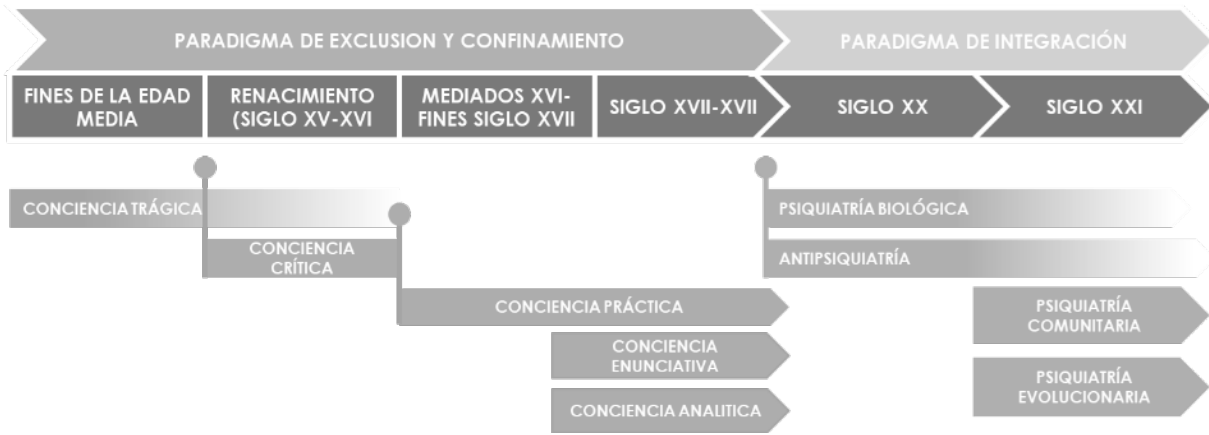 PARADIGMA DE EXCLUSION Y CONFINAMIENTO
PARADIGMA DE INTEGRACIÓN
FINES DE LA EDAD
MEDIA
RENACIMIENTO
(SIGLO XV-XVI
MEDIADOS XVI-
FINES SIGLO XVII
SIGLO XVII-XVII
SIGLO XX
SIGLO XXI
CONCIENCIA TRÁGICA
CONCIENCIA
CRÍTICA
CONCIENCIA PRÁCTICA
CONCIENCIA
ENUNCIATIVA
CONCIENCIA ANALITICA
PSIQUIATRÍA BIOLÓGICA
ANTIPSIQUIATRÍA
PSIQUIATRÍA
COMUNITARIA
PSIQUIATRÍA
EVOLUCIONARIA